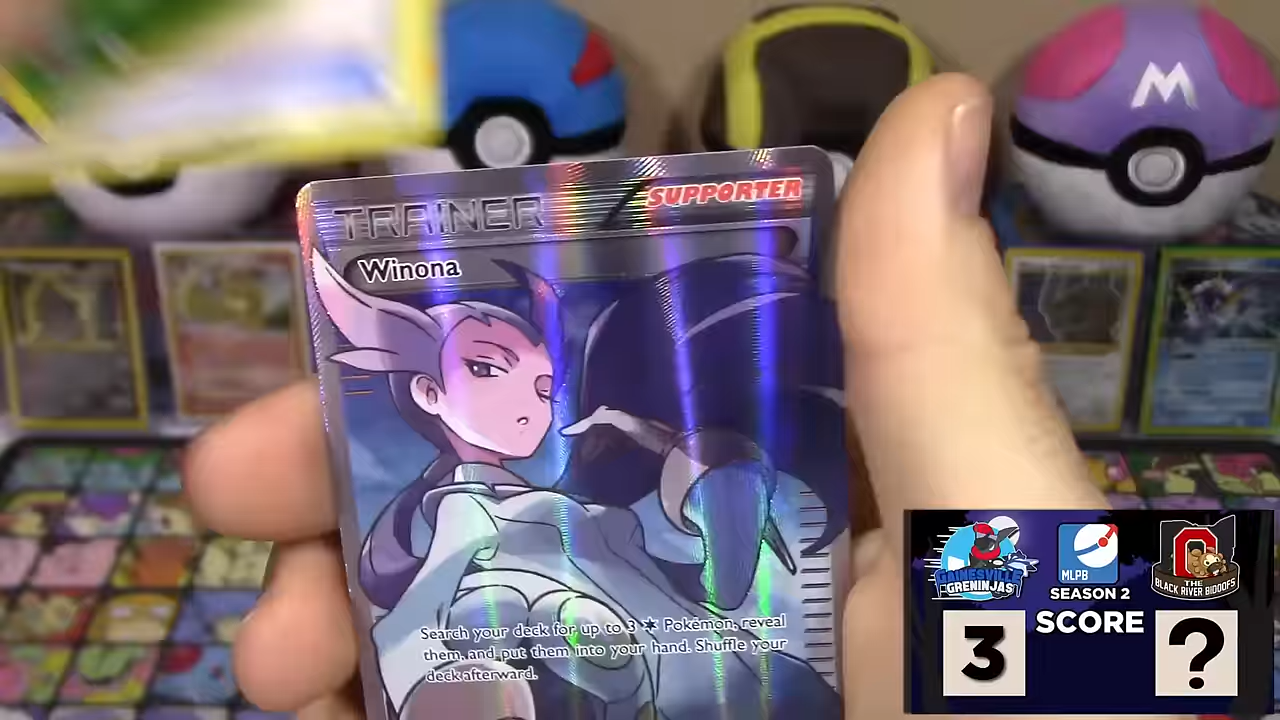 M
TRAINER
SUPPORTER
Winona
Search your deck for up to 3 Pokémon, reveal
them, and put them into your hand. Shuffle your
deck afterward.
GAINESVILLE
GRENINJAS
MLPB
SEASON 2
THE
BLACK RIVER BIDOOFS
SCORE
3
?